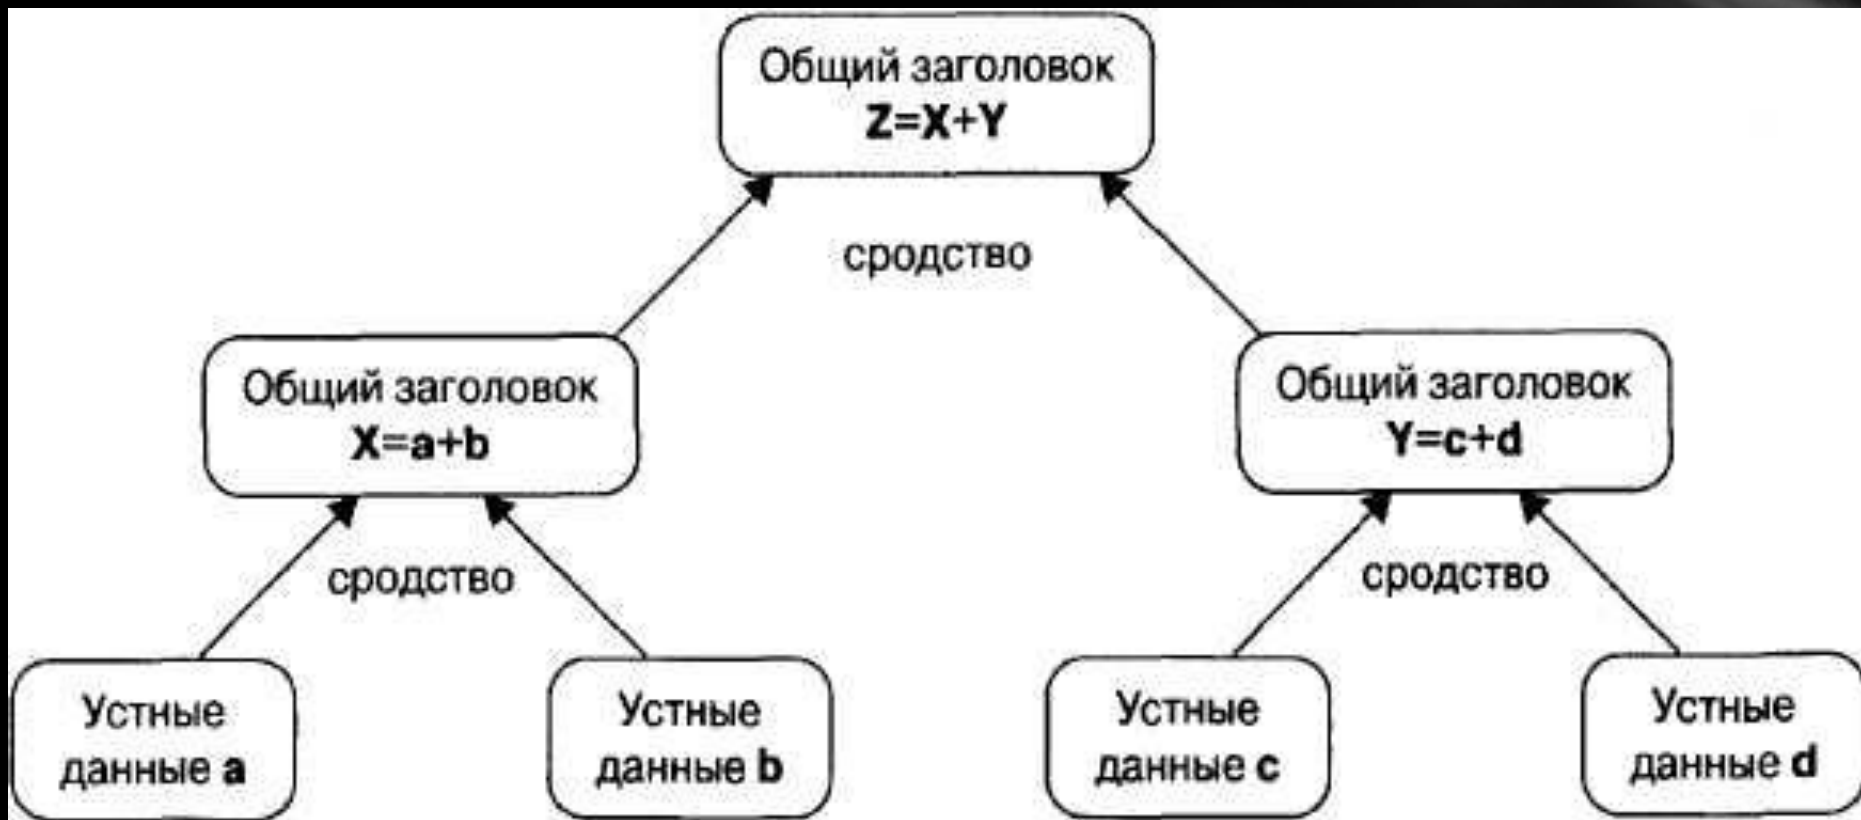 Общий заголовок
Z=X+Y
сродство
Общий заголовок
X=a+b
Общий заголовок
Y=c+d
сродство
сродство
Устные
данные a
Устные
данные b
Устные
данные c
Устные
данные d